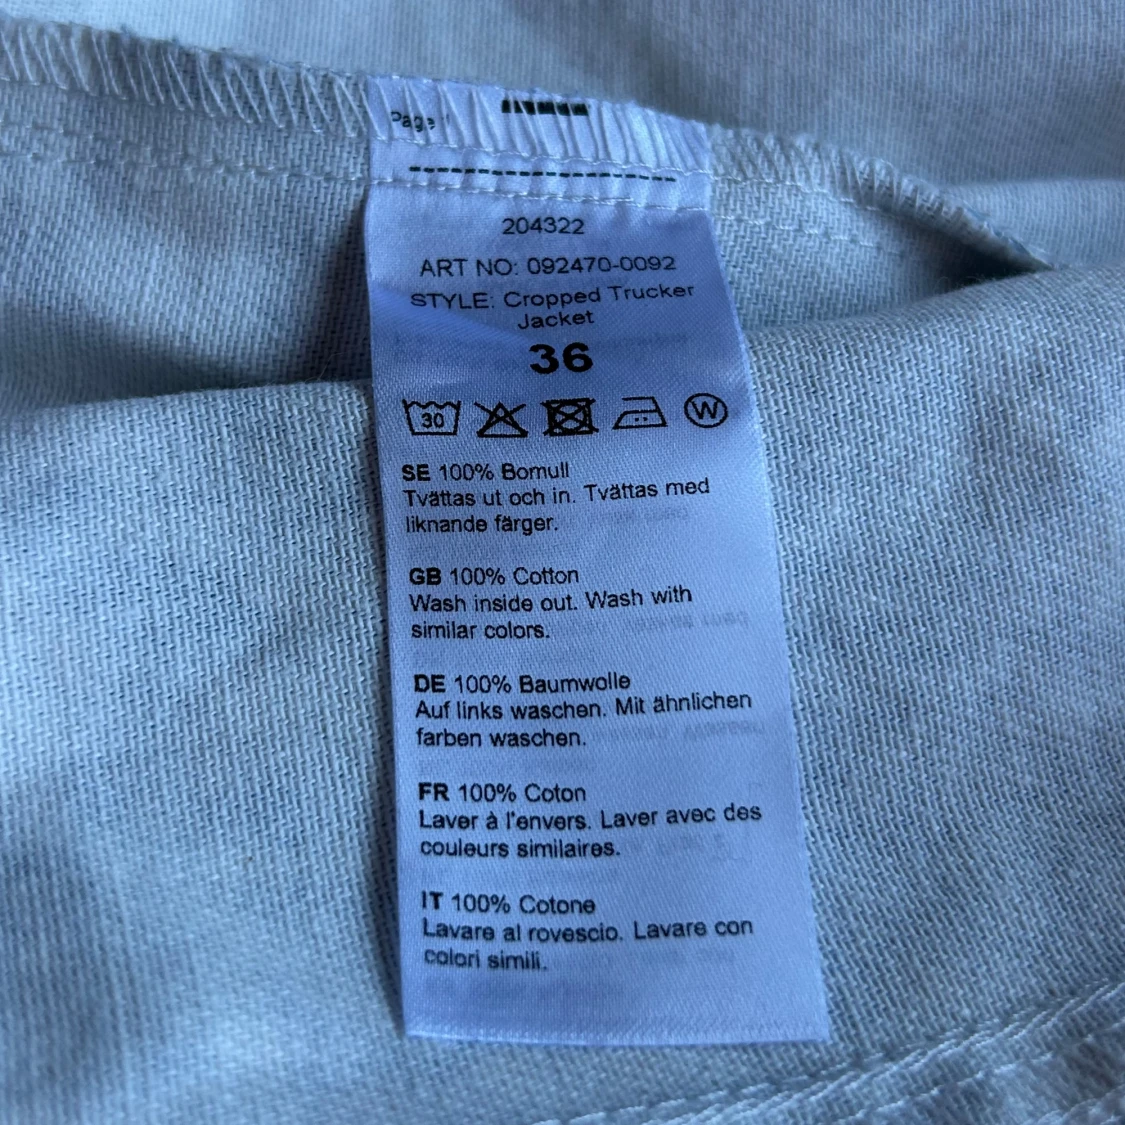 Page
204322
ART NO: 092470-0092
STYLE: Cropped Trucker
Jacket
36
30
W
SE 100% Bomull
Tvättas ut och in. Tvättas med
liknande färger.
GB 100% Cotton
Wash inside out. Wash with
similar colors.
DE 100% Baumwolle
Auf links waschen. Mit ähnlichen
farben waschen.
FR 100% Coton
Laver à l'envers. Laver avec des
couleurs similaires.
IT 100% Cotone
Lavare al rovescio. Lavare con
colori simili.